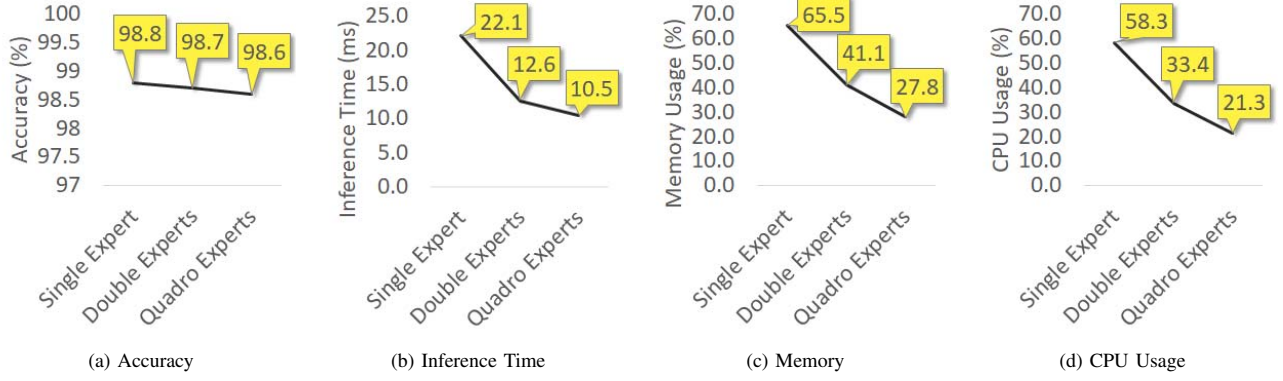 Accuracy (%)
100
99.5
99
98.5
98
97.5
97
98.8
98.7
98.6
Single Expert
Double Experts
Quadro Experts
(a) Accuracy
Inference Time (ms)
25.0
20.0
15.0
10.0
5.0
0.0
22.1
12.6
10.5
Single Expert
Double Experts
Quadro Experts
(b) Inference Time
Memory Usage (%)
70.0
60.0
50.0
40.0
30.0
20.0
10.0
0.0
65.5
41.1
27.8
Single Expert
Double Experts
Quadro Experts
(c) Memory
CPU Usage (%)
70.0
60.0
50.0
40.0
30.0
20.0
10.0
0.0
58.3
33.4
21.3
Single Expert
Double Experts
Quadro Experts
(d) CPU Usage